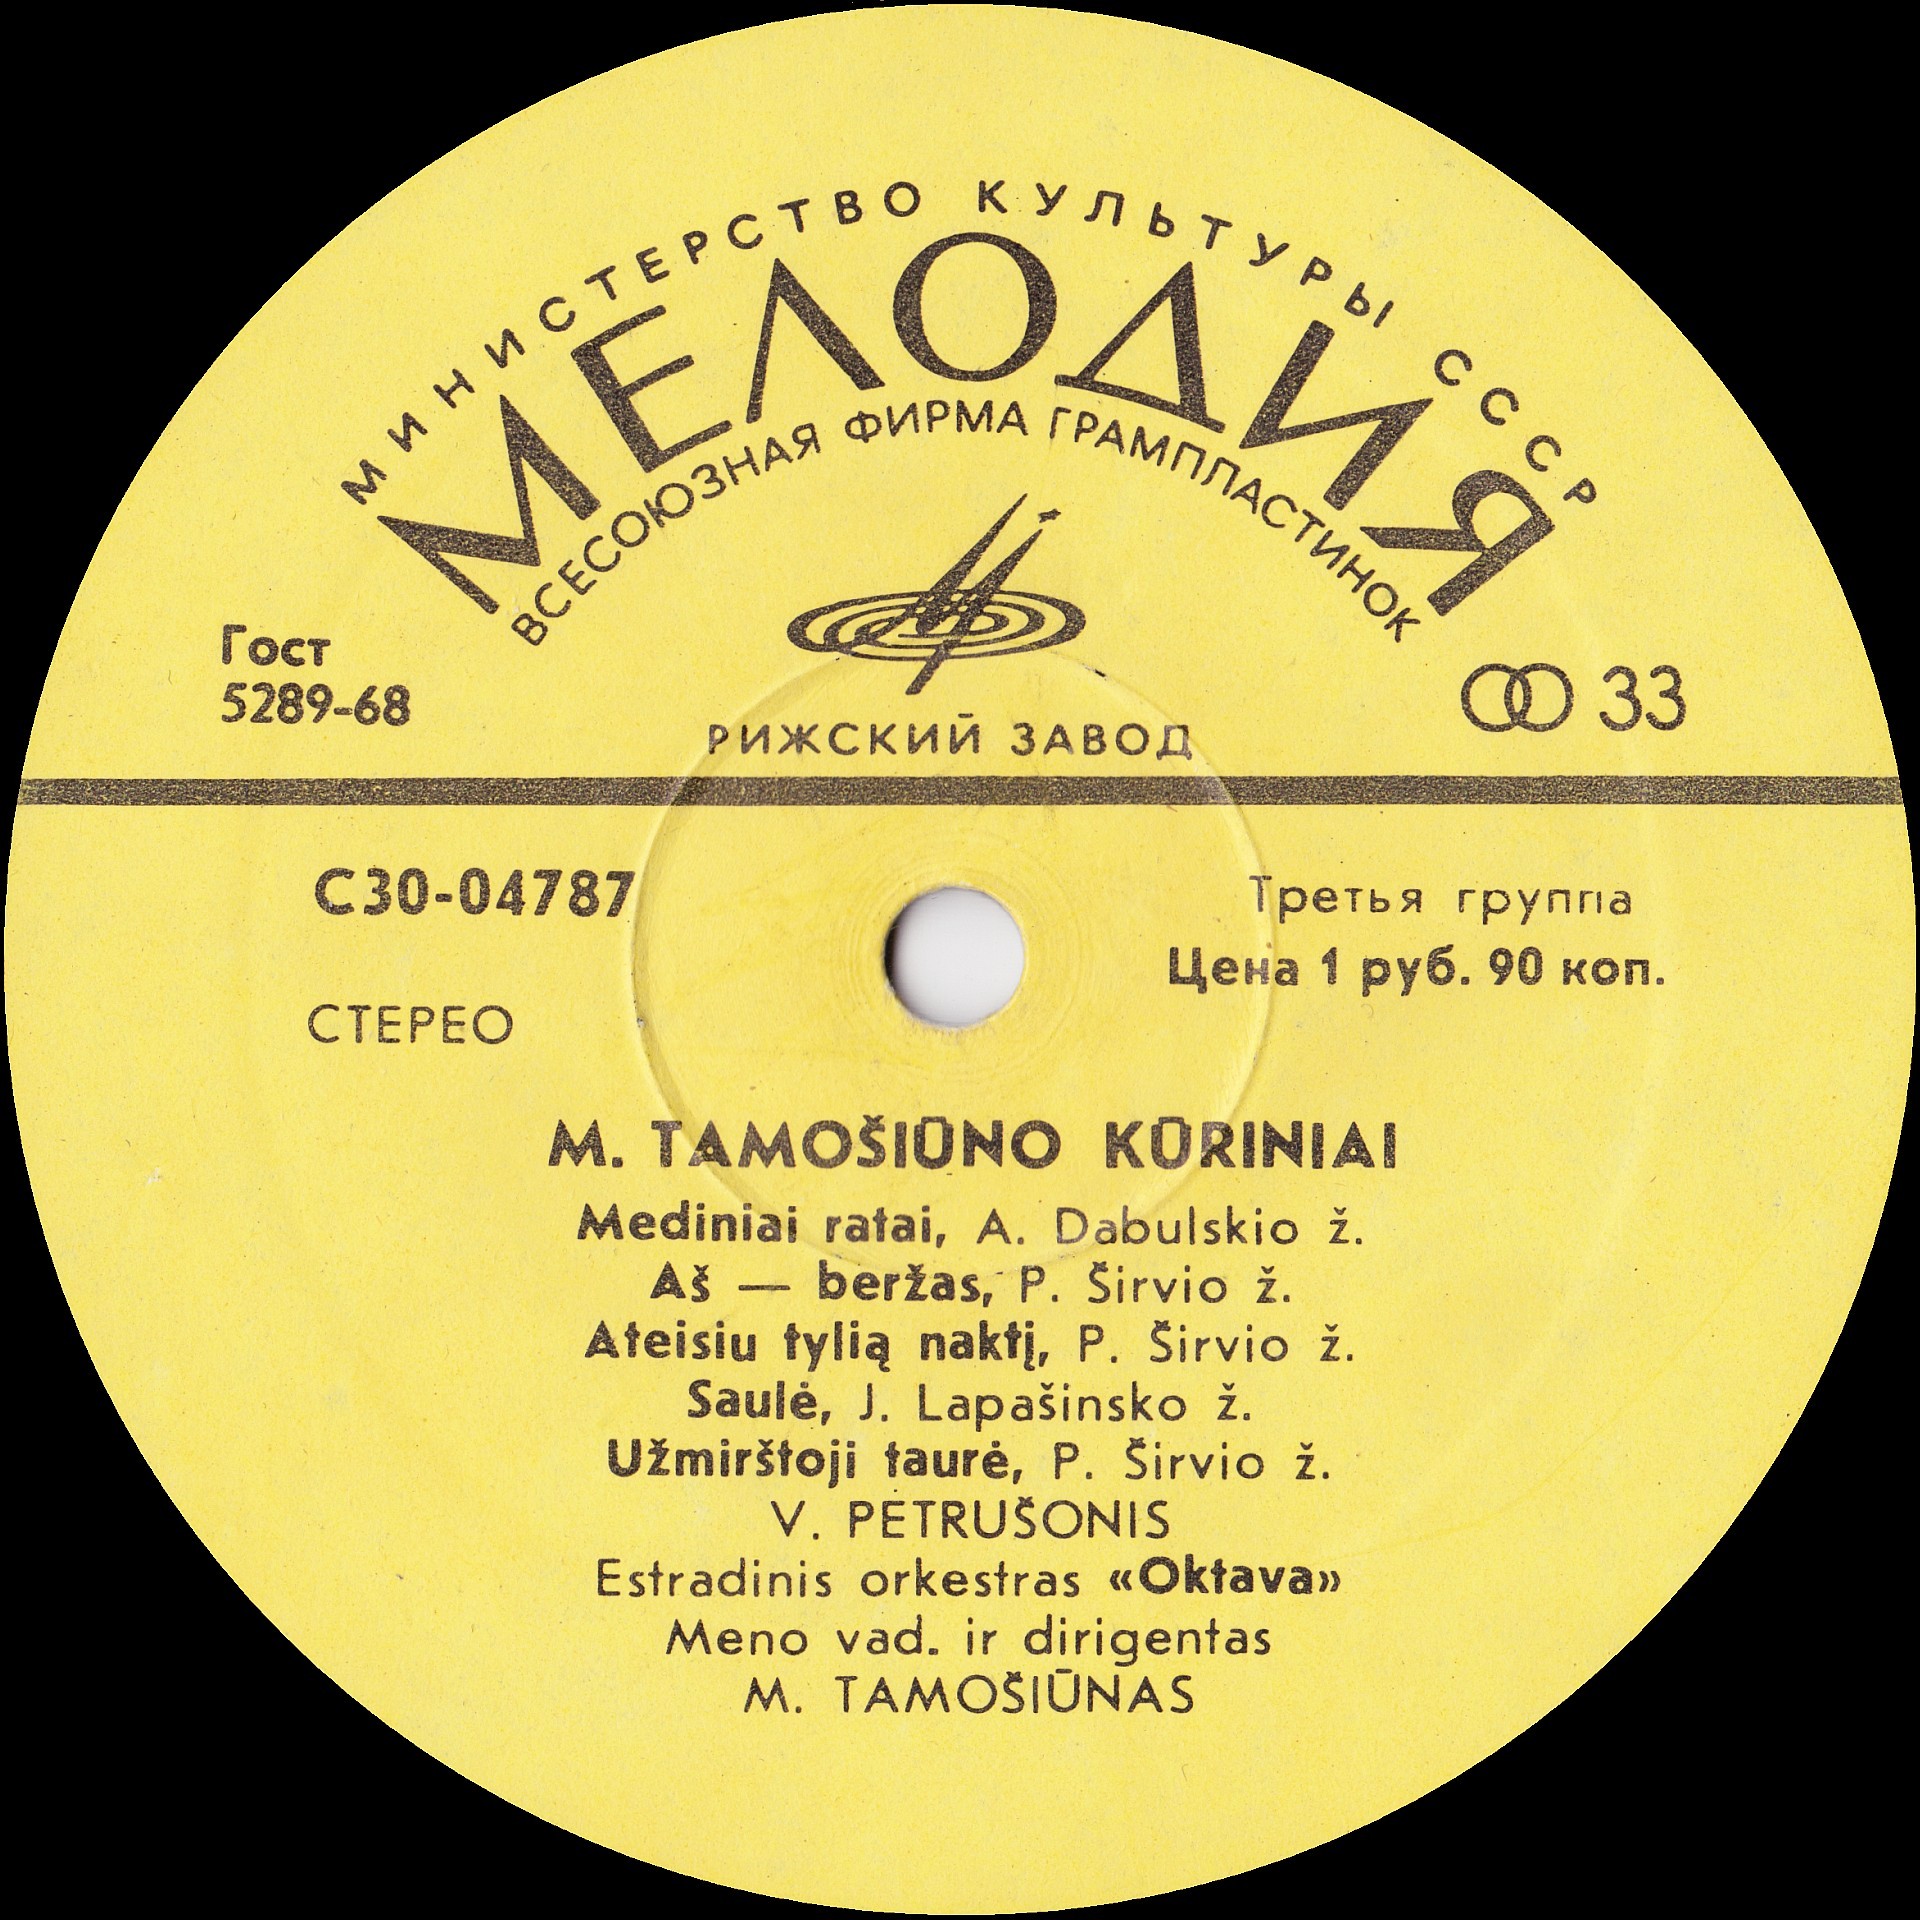 МИНИСТЕРСТВО КУЛЬТУРЫ СССР
МЕЛОДИЯ
ВСЕСОЮЗНАЯ ФИРМА ГРАМПЛАСТИНОК
Гост
5289-68
33
РИЖСКИЙ ЗАВОД
С30-04787
Третья группа
Цена 1 руб. 90 коп.
СТЕРЕО
M. TAMOŠIŪNO KŪRINIAI
Mediniai ratai, A. Dabulskio ž.
Aš — beržas, P. Širvio ž.
Ateisiu tylią naktį, P. Širvio ž.
Saulė, J. Lapašinsko ž.
Užmirštoji taurė, P. Širvio ž.
V. PETRUŠONIS
Estradinis orkestras «Oktava»
Meno vad. ir dirigentas
M. TAMOŠIŪNAS